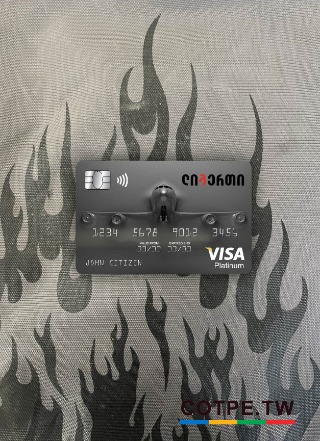 ლიბერთი
1234 5678 9012 3456
JOHN CITIZEN
VISA
Platinum
COTPE.TW